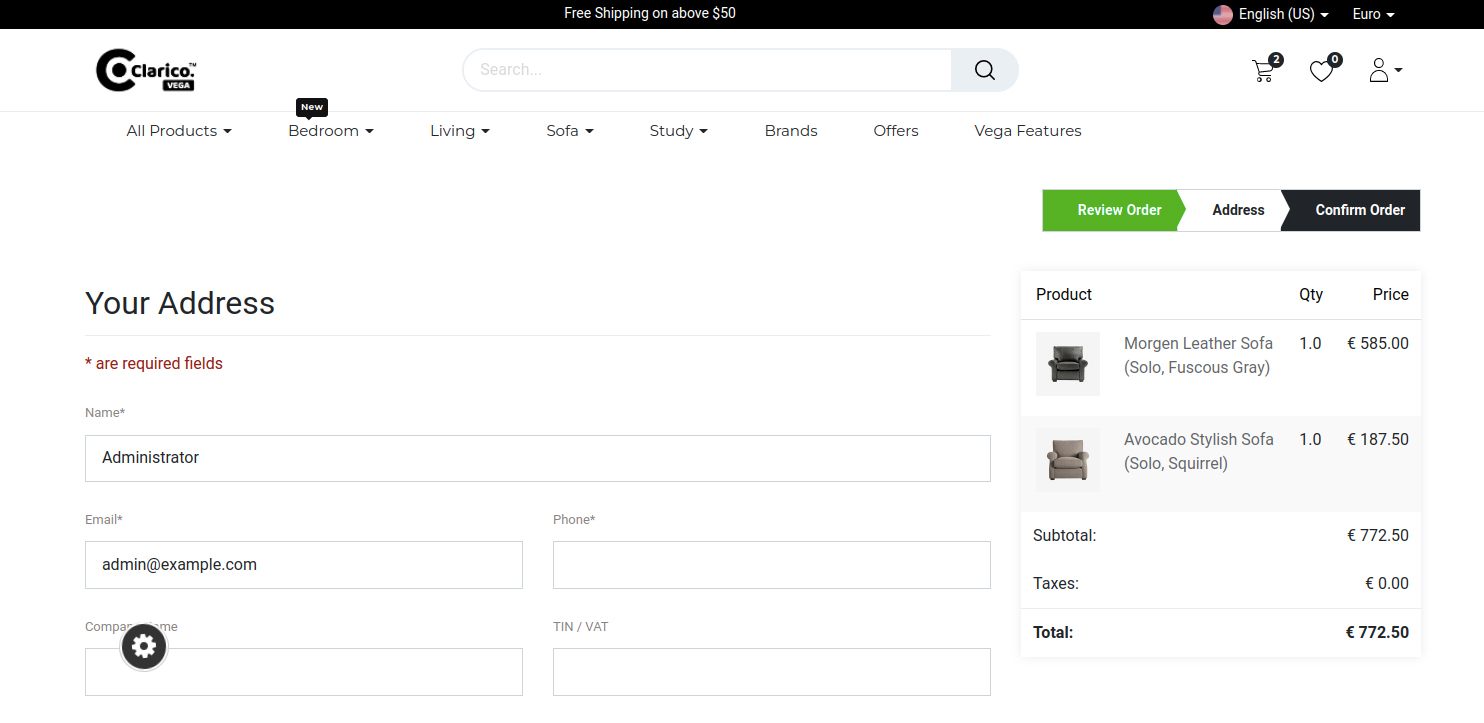 Free Shipping on above $50
English (US)
Euro
Clarico.™
VEGA
Search...
2
0
New
All Products
Bedroom
Living
Sofa
Study
Brands
Offers
Vega Features
Review Order
Address
Confirm Order
Your Address
* are required fields
Name*
Administrator
Email*
Phone*
admin@example.com
TIN / VAT
Product Qty Price
Morgen Leather Sofa 1.0 € 585.00
(Solo, Fuscous Gray)
Avocado Stylish Sofa 1.0 € 187.50
(Solo, Squirrel)
Subtotal: € 772.50
Taxes: € 0.00
Total: € 772.50